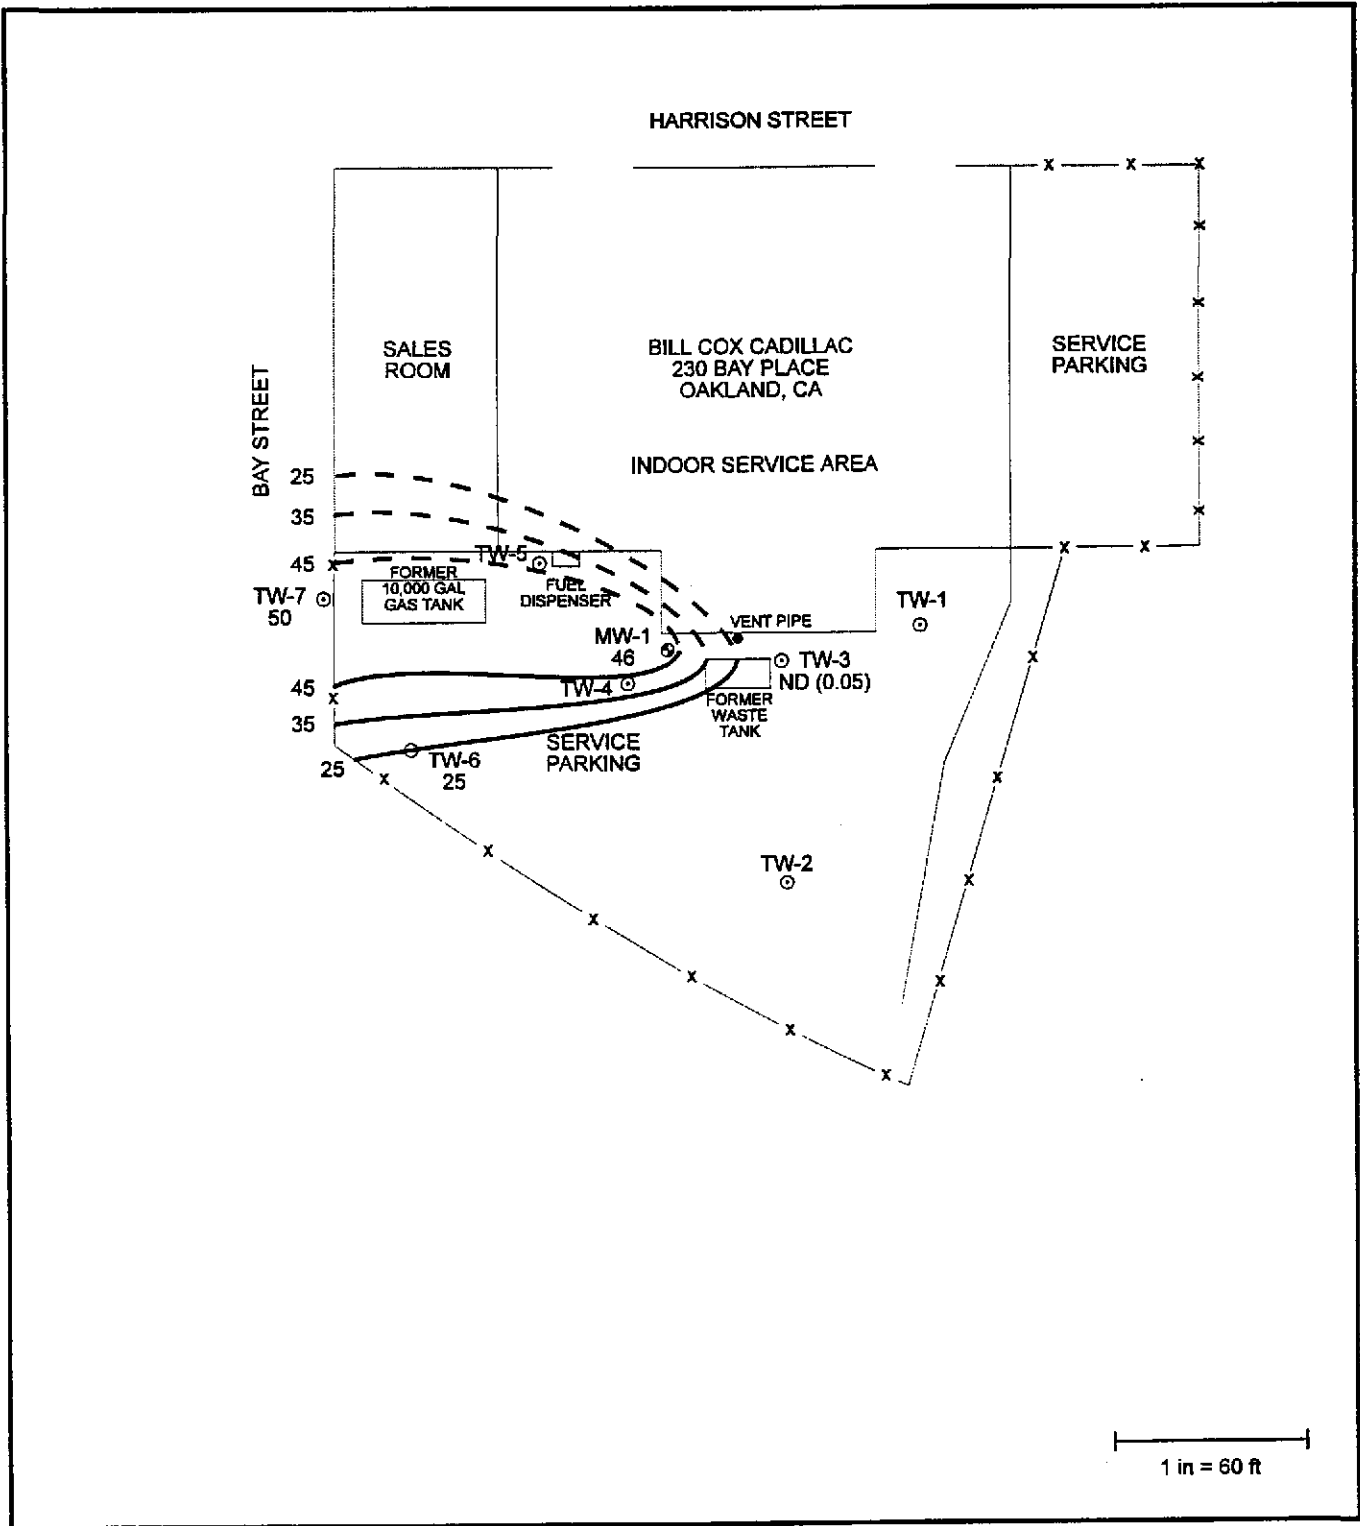 HARRISON STREET
SALES
ROOM
BILL COX CADILLAC
230 BAY PLACE
OAKLAND, CA
SERVICE
PARKING
BAY STREET
INDOOR SERVICE AREA
25
35
45
TW-5
FORMER
10,000 GAL
GAS TANK
FUEL
DISPENSER
TW-7
50
TW-1
VENT PIPE
MW-1
46
TW-3
ND (0.05)
TW-4
45
FORMER
WASTE
TANK
35
SERVICE
PARKING
25
TW-6
25
TW-2
1 in = 60 ft